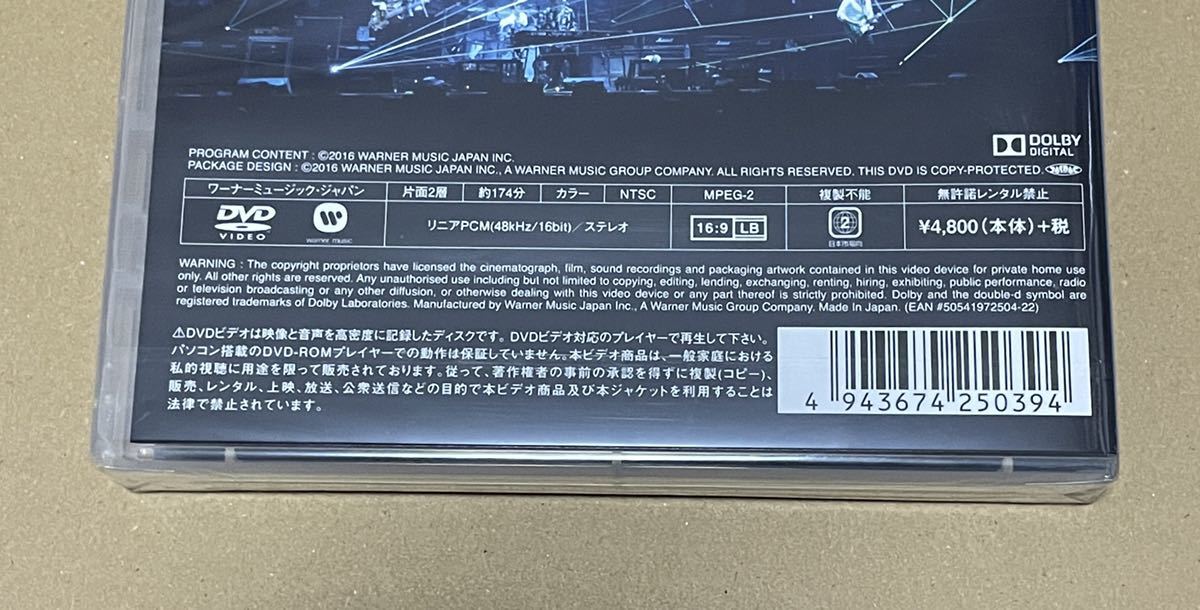 DOLBY
DIGITAL
PROGRAM CONTENT : ©2016 WARNER MUSIC JAPAN INC.
PACKAGE DESIGN : ©2016 WARNER MUSIC JAPAN INC., A WARNER MUSIC GROUP COMPANY. ALL RIGHTS RESERVED. THIS DVD IS COPY-PROTECTED.
ワーナーミュージック・ジャパン 片面2層 約174分 カラー NTSC MPEG-2 複製不能 無許諾レンタル禁止
DVD VIDEO warner music リニアPCM(48kHz/16bit)/ステレオ 16:9 LB 2 日本市場向 ¥4,800(本体)+税
WARNING : The copyright proprietors have licensed the cinematograph, film, sound recordings and packaging artwork contained in this video device for private home use
only. All other rights are reserved. Any unauthorised use including but not limited to copying, editing, lending, exchanging, renting, hiring, exhibiting, public performance, radio
or television broadcasting or any other diffusion, or otherwise dealing with this video device or any part thereof is strictly prohibited. Dolby and the double-d symbol are
registered trademarks of Dolby Laboratories. Manufactured by Warner Music Japan Inc., A Warner Music Group Company. Made In Japan. (EAN #50541972504-22)
⚠DVDビデオは映像と音声を高密度に記録したディスクです。DVDビデオ対応のプレイヤーで再生して下さい。
パソコン搭載のDVD-ROMプレイヤーでの動作は保証していません。本ビデオ商品は、一般家庭における
私的視聴に用途を限って販売されております。従って、著作権者の事前の承認を得ずに複製(コピー)、
販売、レンタル、上映、放送、公衆送信などの目的で本ビデオ商品及び本ジャケットを利用することは
法律で禁止されています。
4 943674 250394